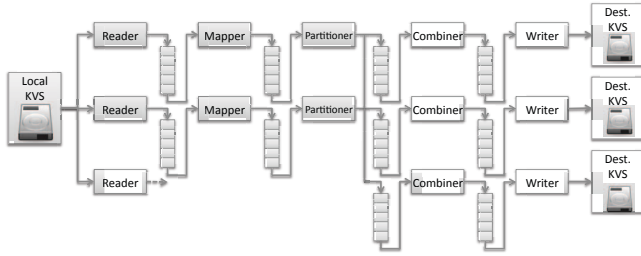 Dest.
KVS
Reader
Mapper
Partitioner
Combiner
Writer
Local
KVS
Dest.
KVS
Reader
Mapper
Partitioner
Combiner
Writer
Dest.
KVS
Reader
Combiner
Writer